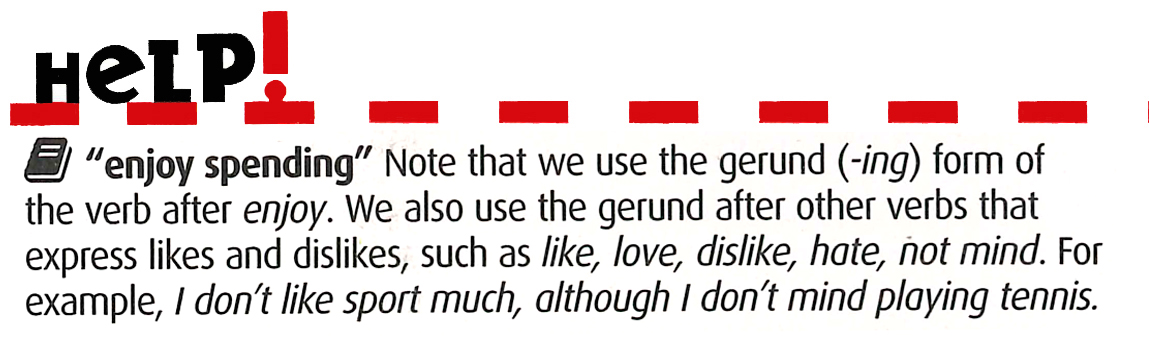 HeLP!
"enjoy spending" Note that we use the gerund (-ing) form of
the verb after enjoy. We also use the gerund after other verbs that
express likes and dislikes, such as like, love, dislike, hate, not mind. For
example, I don't like sport much, although I don't mind playing tennis.